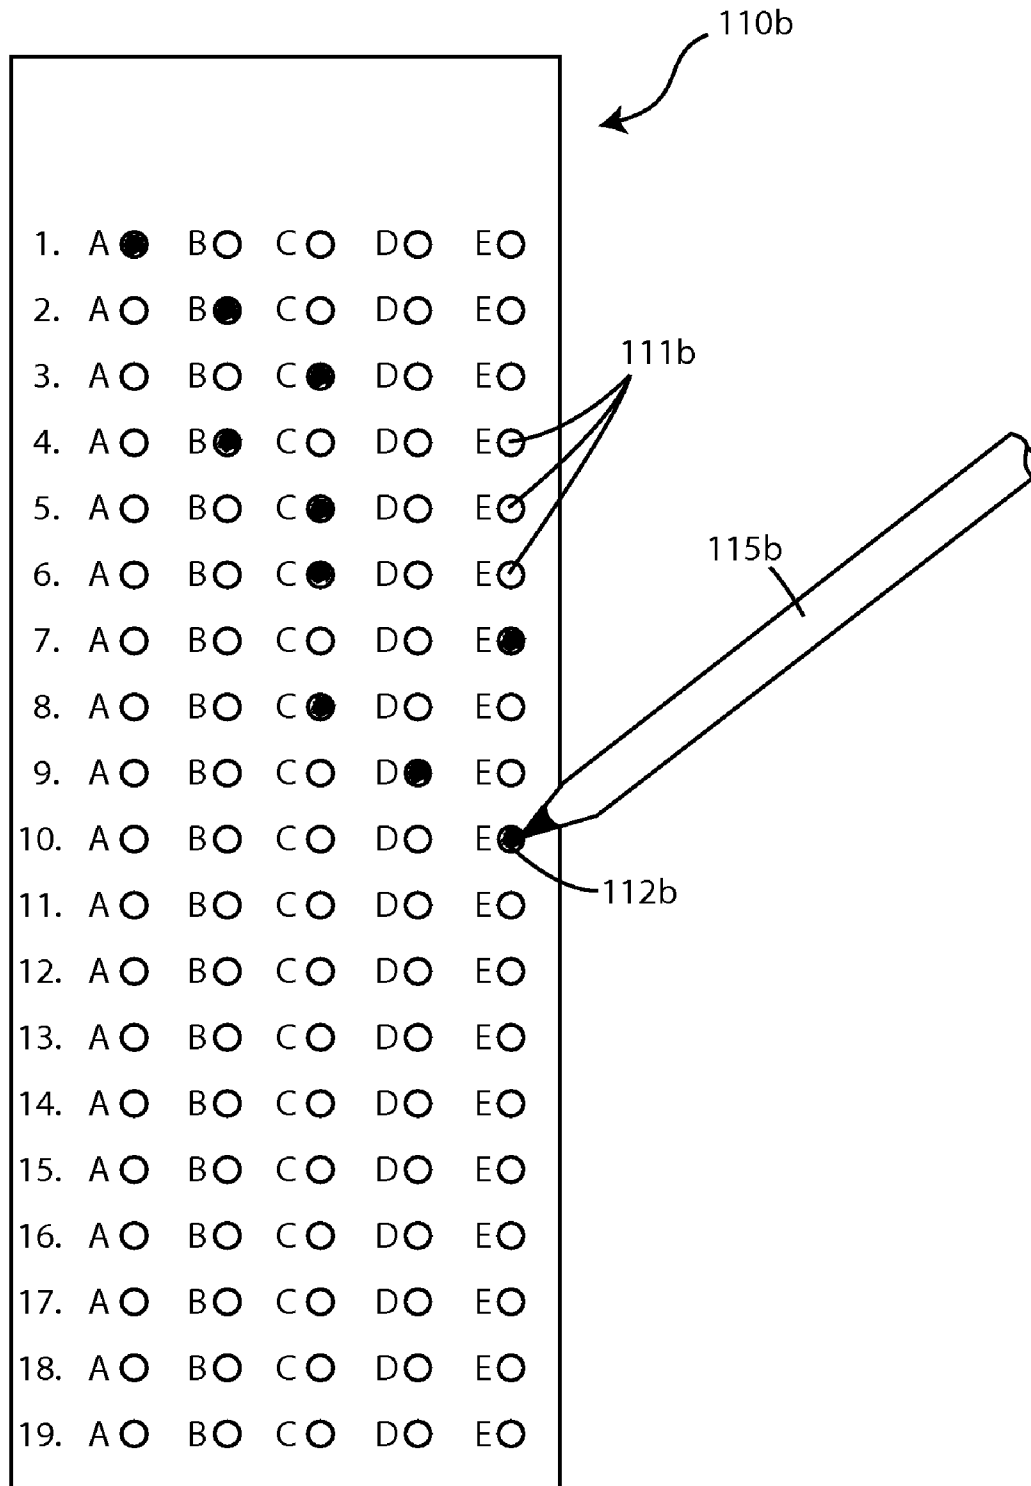 110b
1. A B C D E
2. A B C D E
3. A B C D E
111b
4. A B C D E
5. A B C D E
115b
6. A B C D E
7. A B C D E
8. A B C D E
9. A B C D E
10. A B C D E
112b
11. A B C D E
12. A B C D E
13. A B C D E
14. A B C D E
15. A B C D E
16. A B C D E
17. A B C D E
18. A B C D E
19. A B C D E